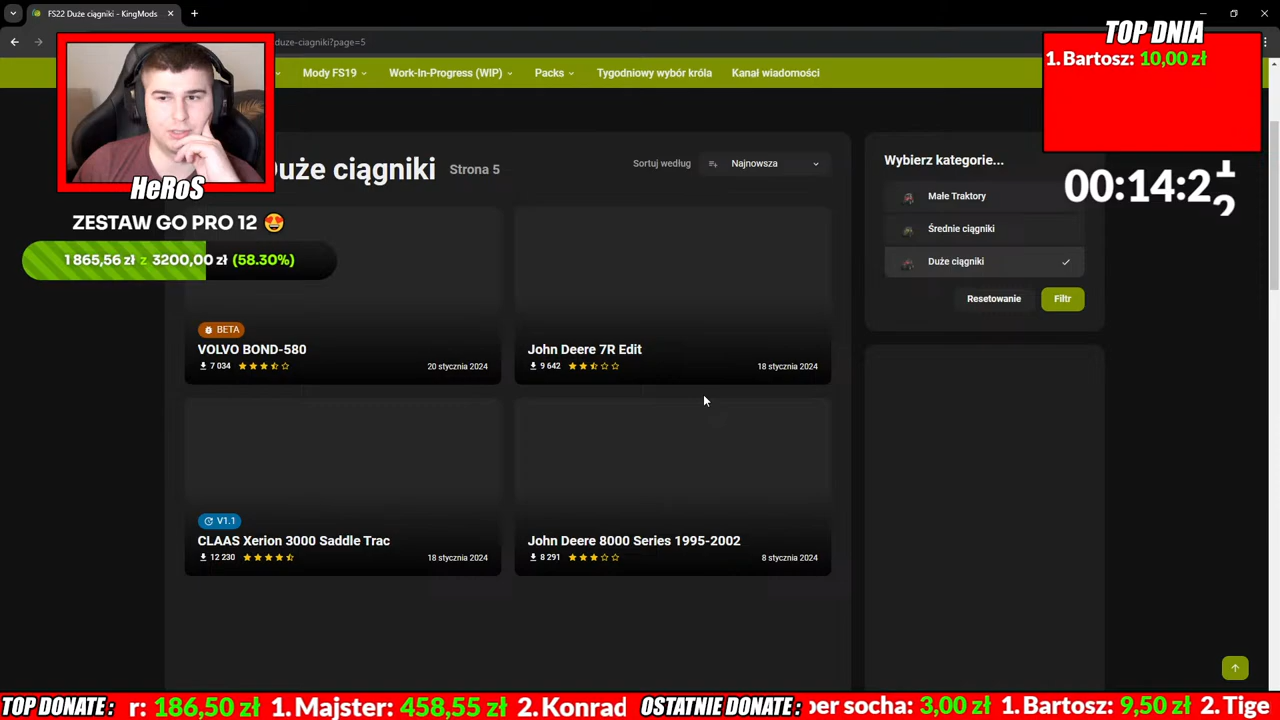 FS22 Duże ciągniki - KingMods
duze-ciagniki?page=5
TOP DNIA
1. Bartosz: 10,00 zł
Mody FS19
Work-In-Progress (WIP)
Packs
Tygodniowy wybór króla
Kanał wiadomości
HeRoS
ZESTAW GO PRO 12 😍
1 865,56 zł z 3200,00 zł (58.30%)
Duże ciągniki
Strona 5
Sortuj według
Najnowsza
Wybierz kategorie...
Małe Traktory
Średnie ciągniki
Duże ciągniki
Resetowanie
Filtr
BETA
VOLVO BOND-580
7 034
20 stycznia 2024
John Deere 7R Edit
9 642
18 stycznia 2024
V1.1
CLAAS Xerion 3000 Saddle Trac
12 230
18 stycznia 2024
John Deere 8000 Series 1995-2002
8 291
8 stycznia 2024
TOP DONATE :
r: 186,50 zł 1. Majster: 458,55 zł 2. Konrad
OSTATNIE DONATE :
per socha: 3,00 zł 1. Bartosz: 9,50 zł 2. Tige